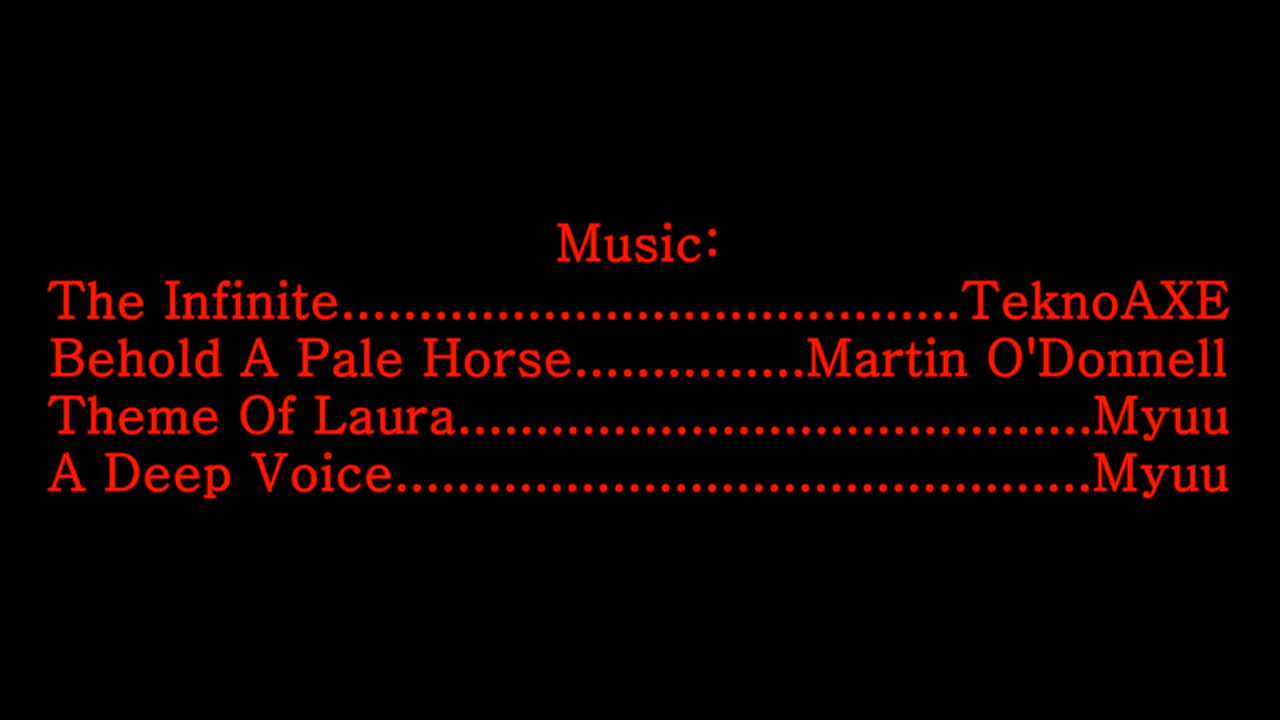 Music:
The Infinite........................................TeknoAXE
Behold A Pale Horse...............Martin O'Donnell
Theme Of Laura.........................................Myuu
A Deep Voice.............................................Myuu